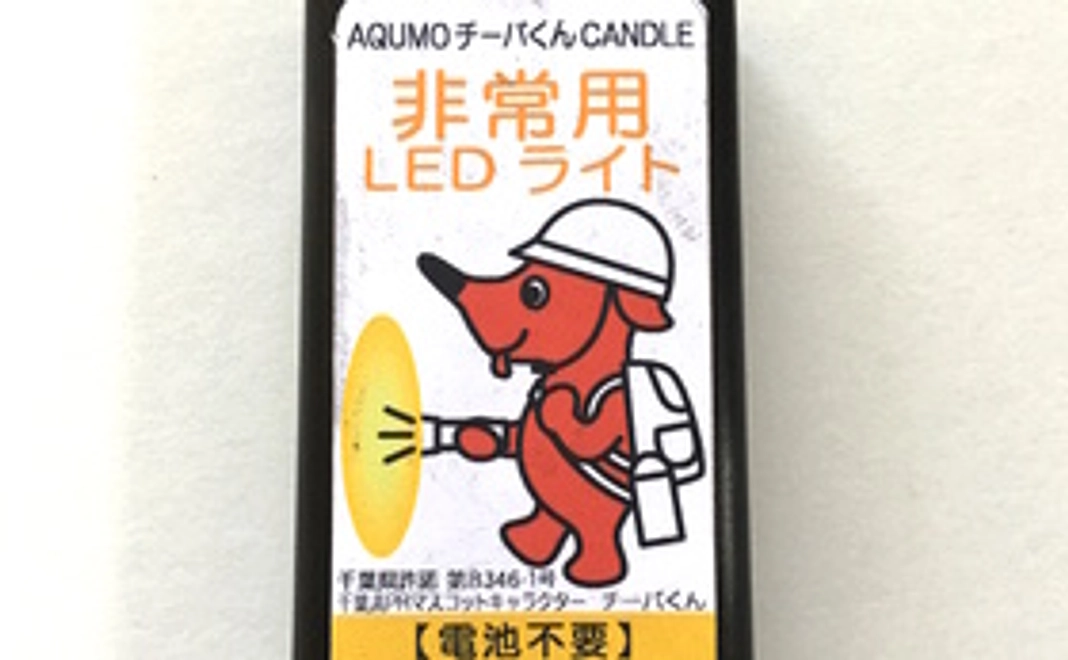 AQUMOチーバくんCANDLE
非常用
LED ライト
千葉県許諾 第B346-1号
千葉県PRマスコットキャラクター チーバくん
【電池不要】